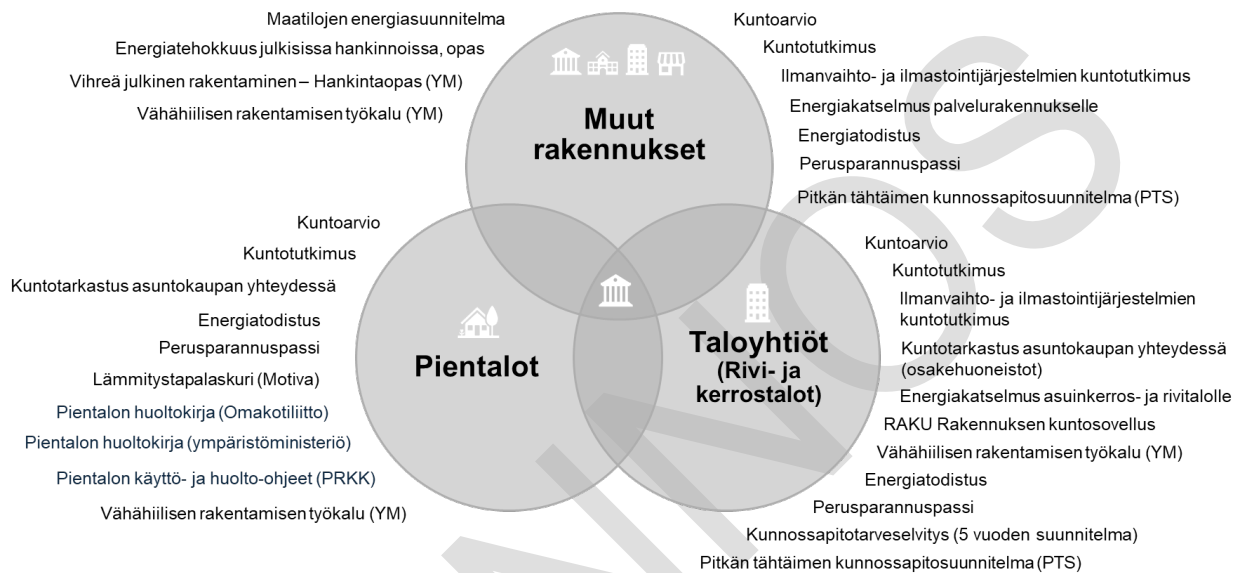 Maatilojen energiasuunnitelma
Energiatehokkuus julkisissa hankinnoissa, opas
Vihreä julkinen rakentaminen – Hankintaopas (YM)
Vähähiilisen rakentamisen työkalu (YM)
Muut
rakennukset
Kuntoarvio
Kuntotutkimus
Ilmanvaihto- ja ilmastointijärjestelmien kuntotutkimus
Energiakatselmus palvelurakennukselle
Energiatodistus
Perusparannuspassi
Pitkän tähtäimen kunnossapitosuunnitelma (PTS)
Kuntoarvio
Kuntotutkimus
Kuntotarkastus asuntokaupan yhteydessä
Energiatodistus
Perusparannuspassi
Lämmitystapalaskuri (Motiva)
Pientalon huoltokirja (Omakotiliitto)
Pientalon huoltokirja (ympäristöministeriö)
Pientalon käyttö- ja huolto-ohjeet (PRKK)
Vähähiilisen rakentamisen työkalu (YM)
Pientalot
Taloyhtiöt
(Rivi- ja
kerrostalot)
Kuntoarvio
Kuntotutkimus
Ilmanvaihto- ja ilmastointijärjestelmien
kuntotutkimus
Kuntotarkastus asuntokaupan yhteydessä
(osakehuoneistot)
Energiakatselmus asuinkerros- ja rivitalolle
RAKU Rakennuksen kuntosovellus
Vähähiilisen rakentamisen työkalu (YM)
Energiatodistus
Perusparannuspassi
Kunnossapitotarveselvitys (5 vuoden suunnitelma)
Pitkän tähtäimen kunnossapitosuunnitelma (PTS)